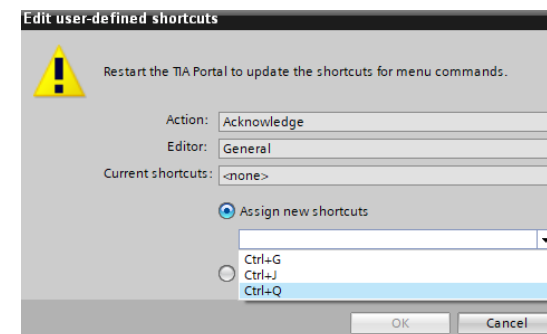 Edit user-defined shortcuts
Restart the TIA Portal to update the shortcuts for menu commands.
Action: Acknowledge
Editor: General
Current shortcuts: <none>
Assign new shortcuts
Ctrl+G
Ctrl+J
Ctrl+Q
OK Cancel